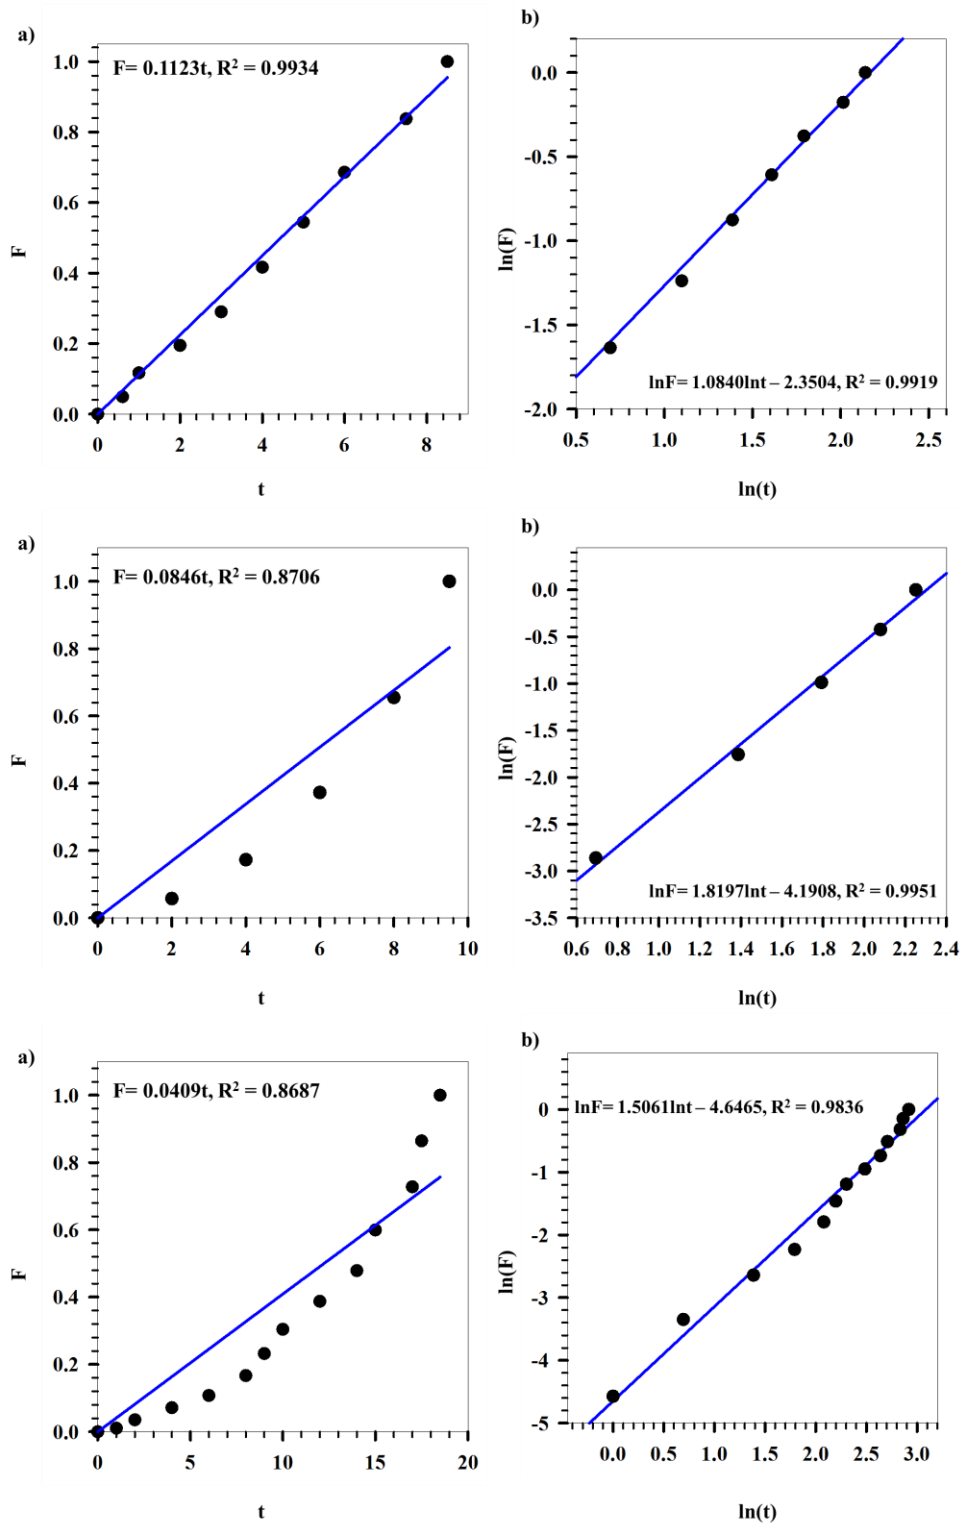 a)
F= 0.1123t, R² = 0.9934
1.0
0.8
0.6
0.4
0.2
0.0
F
0 2 4 6 8
t
b)
0.0
-0.5
-1.0
-1.5
-2.0
ln(F)
lnF= 1.0840lnt – 2.3504, R² = 0.9919
0.5 1.0 1.5 2.0 2.5
ln(t)
a)
F= 0.0846t, R² = 0.8706
1.0
0.8
0.6
0.4
0.2
0.0
F
0 2 4 6 8 10
t
b)
0.0
-0.5
-1.0
-1.5
-2.0
-2.5
-3.0
-3.5
ln(F)
lnF= 1.8197lnt – 4.1908, R² = 0.9951
0.6 0.8 1.0 1.2 1.4 1.6 1.8 2.0 2.2 2.4
ln(t)
a)
F= 0.0409t, R² = 0.8687
1.0
0.8
0.6
0.4
0.2
0.0
F
0 5 10 15 20
t
b)
lnF= 1.5061lnt – 4.6465, R² = 0.9836
0
-1
-2
-3
-4
-5
ln(F)
0.0 0.5 1.0 1.5 2.0 2.5 3.0
ln(t)